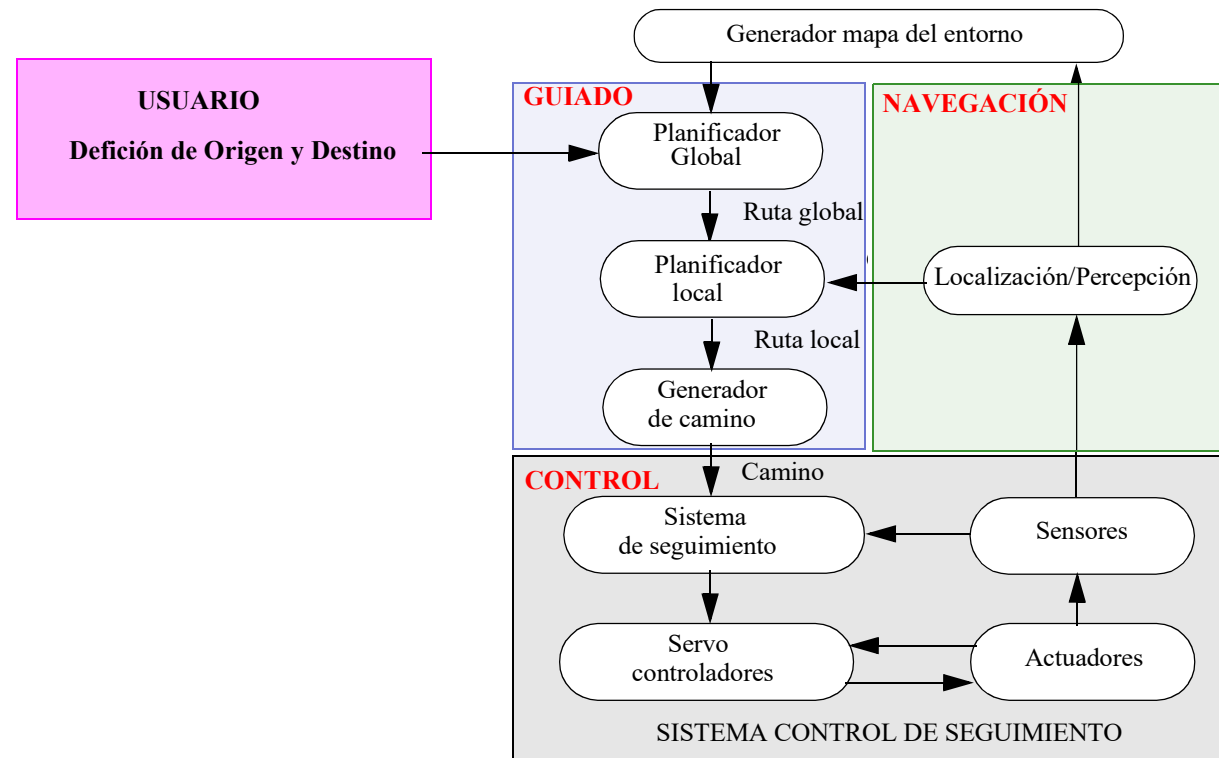 Generador mapa del entorno
USUARIO
Defición de Origen y Destino
GUIADO
Planificador
Global
Ruta global
Planificador
local
Ruta local
Generador
de camino
NAVEGACIÓN
Localización/Percepción
CONTROL
Camino
Sistema
de seguimiento
Sensores
Servo
controladores
Actuadores
SISTEMA CONTROL DE SEGUIMIENTO